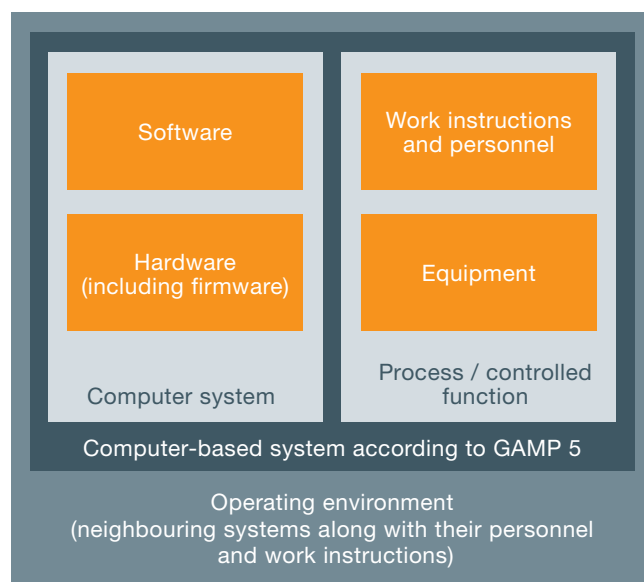 Software
Hardware
(including firmware)
Computer system
Work instructions
and personnel
Equipment
Process / controlled
function
Computer-based system according to GAMP 5
Operating environment
(neighbouring systems along with their personnel
and work instructions)